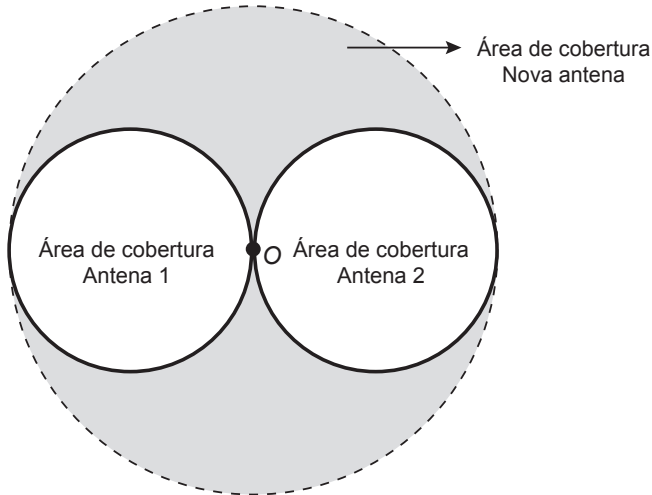 Área de cobertura
Nova antena
Área de cobertura
Antena 1
O
Área de cobertura
Antena 2